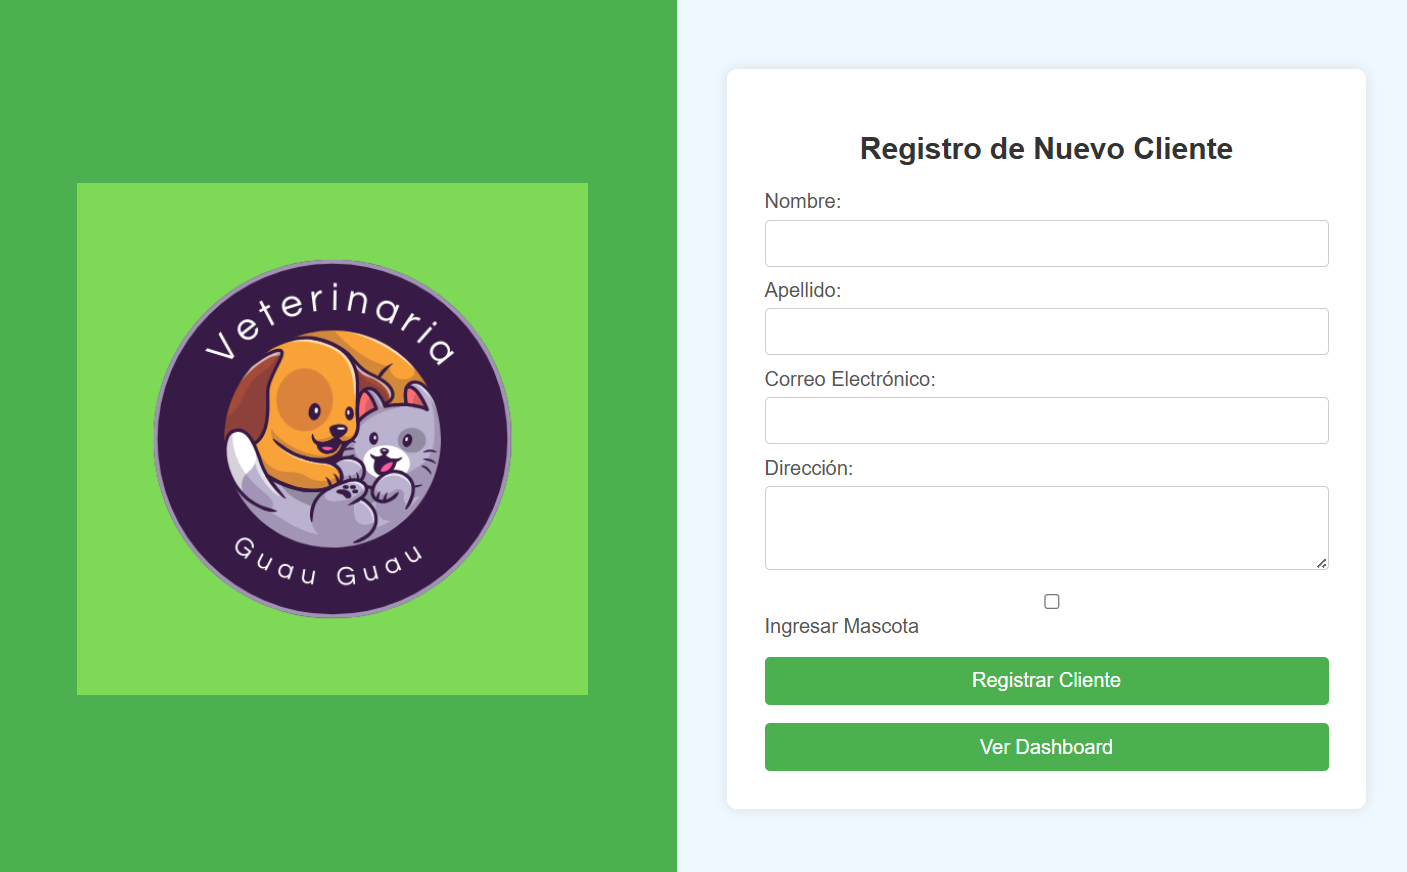 Veterinaria
Guau Guau
Registro de Nuevo Cliente
Nombre:
Apellido:
Correo Electrónico:
Dirección:
Ingresar Mascota
Registrar Cliente
Ver Dashboard